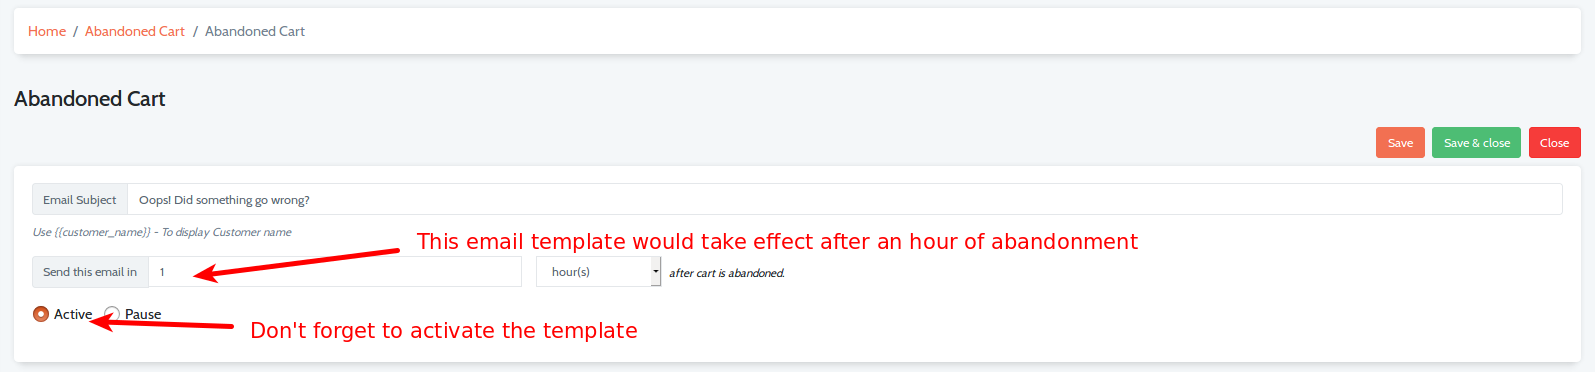 Home / Abandoned Cart / Abandoned Cart
Abandoned Cart
Save Save & close Close
Email Subject Oops! Did something go wrong?
Use {{customer_name}} - To display Customer name
This email template would take effect after an hour of abandonment
Send this email in 1 hour(s) after cart is abandoned.
Active Pause
Don't forget to activate the template